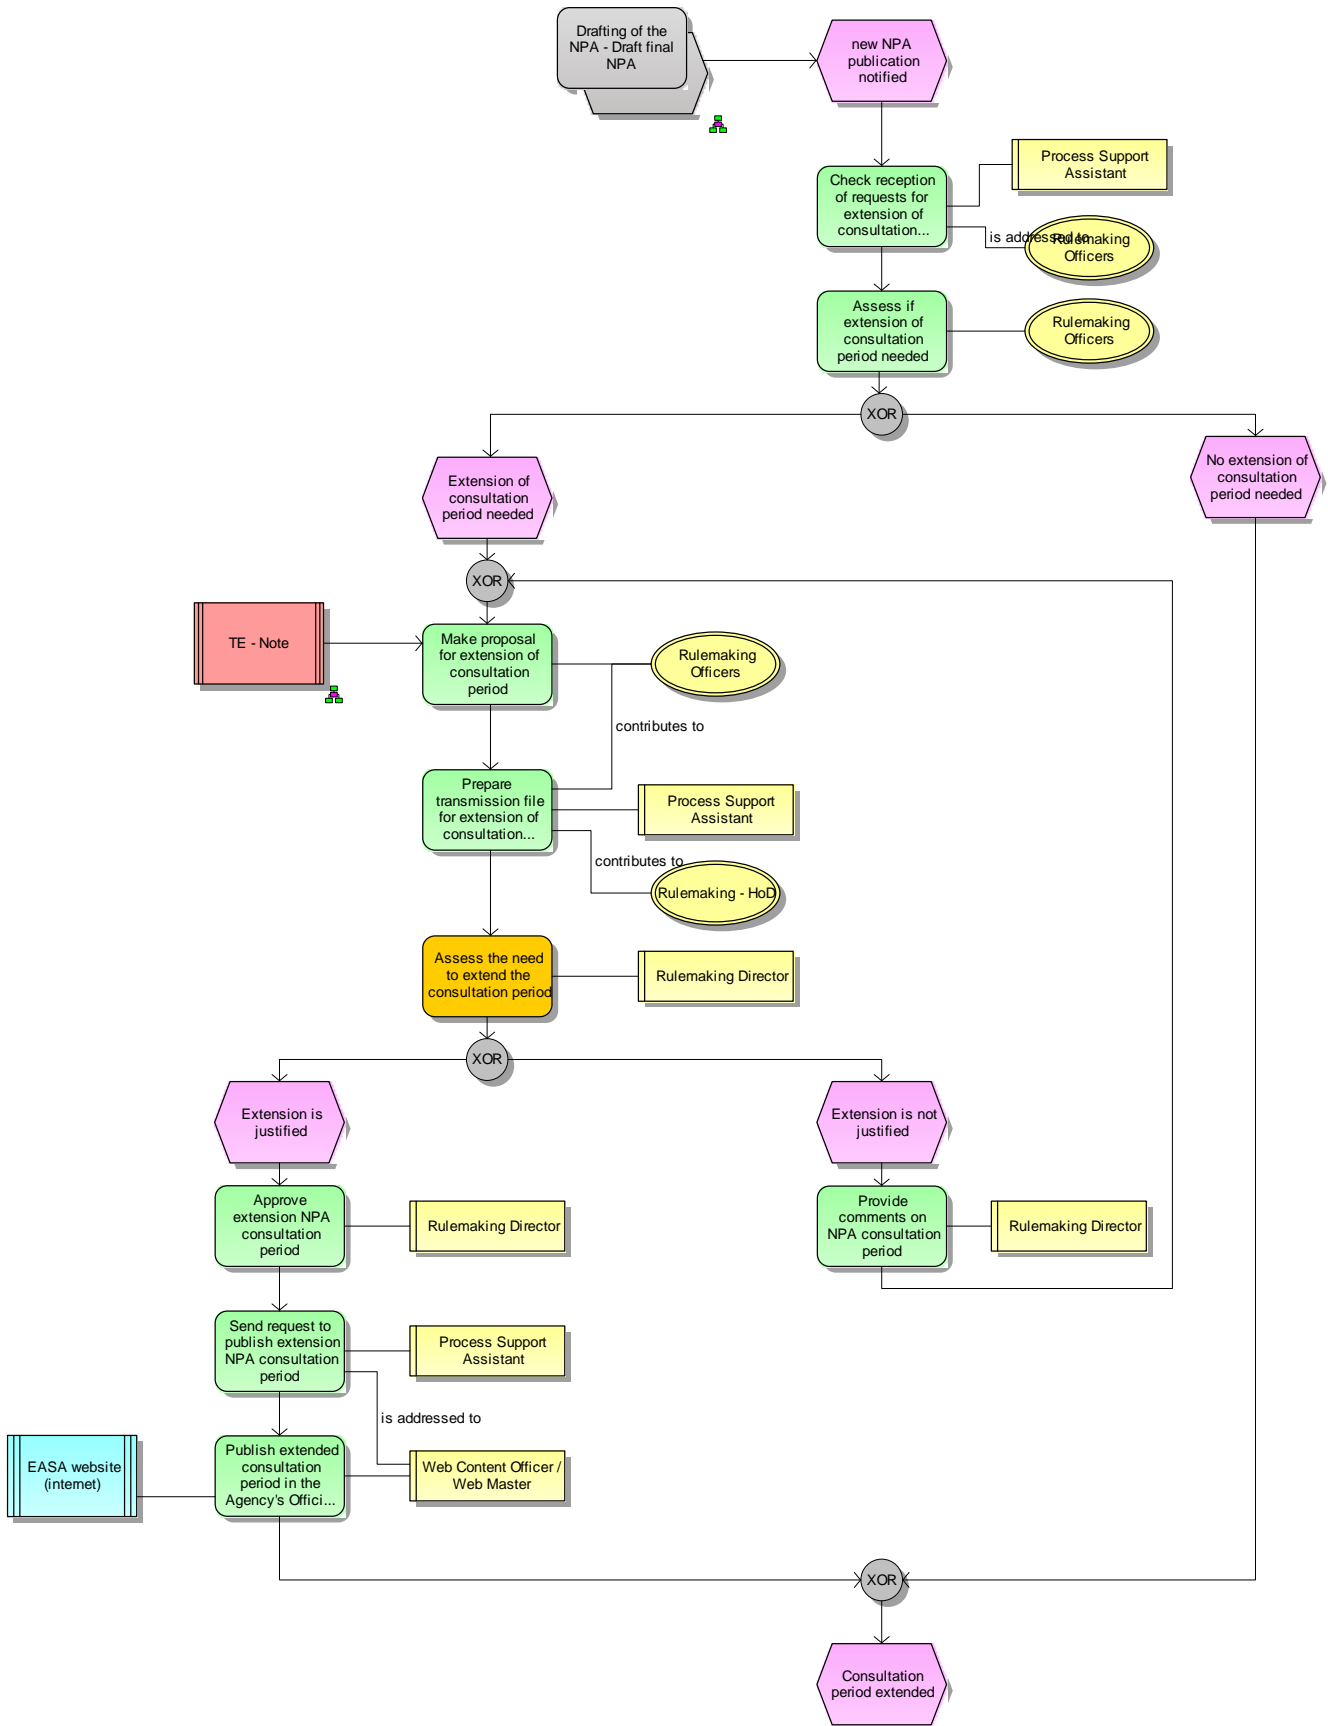 Drafting of the
NPA - Draft final
NPA
new NPA
publication
notified
Check reception
of requests for
extension of
consultation...
Process Support
Assistant
is addressed to
Rulemaking
Officers
Assess if
extension of
consultation
period needed
Rulemaking
Officers
XOR
Extension of
consultation
period needed
No extension of
consultation
period needed
XOR
TE - Note
Make proposal
for extension of
consultation
period
Rulemaking
Officers
contributes to
Prepare
transmission file
for extension of
consultation...
Process Support
Assistant
contributes to
Rulemaking - HoD
Assess the need
to extend the
consultation period
Rulemaking Director
XOR
Extension is
justified
Extension is not
justified
Approve
extension NPA
consultation
period
Rulemaking Director
Provide
comments on
NPA consultation
period
Rulemaking Director
Send request to
publish extension
NPA consultation
period
Process Support
Assistant
is addressed to
EASA website
(internet)
Publish extended
consultation
period in the
Agency's Offici...
Web Content Officer /
Web Master
XOR
Consultation
period extended